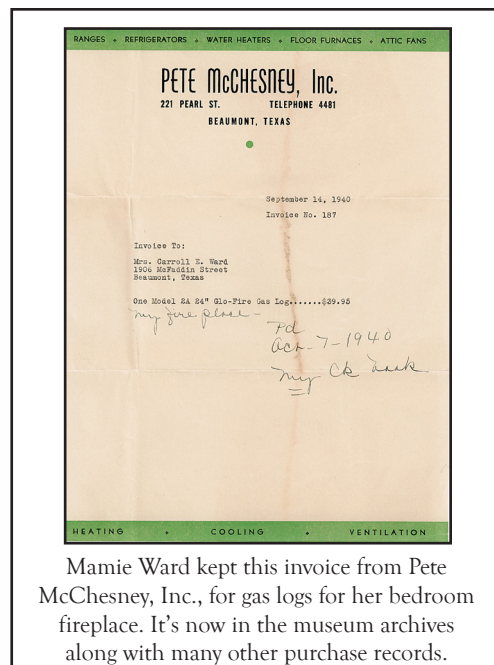 RANGES • REFRIGERATORS • WATER HEATERS • FLOOR FURNACES • ATTIC FANS
PETE McCHESNEY, Inc.
221 PEARL ST. TELEPHONE 4481
BEAUMONT, TEXAS
September 14, 1940
Invoice No. 187
Invoice To:
Mrs. Carroll E. Ward
1906 McFaddin Street
Beaumont, Texas
One Model 2A 24" Glo-Fire Gas Log.......$39.95
My fire place -
Pd
Oct - 7 - 1940
my Ck book
HEATING • COOLING • VENTILATION
Mamie Ward kept this invoice from Pete
McChesney, Inc., for gas logs for her bedroom
fireplace. It's now in the museum archives
along with many other purchase records.